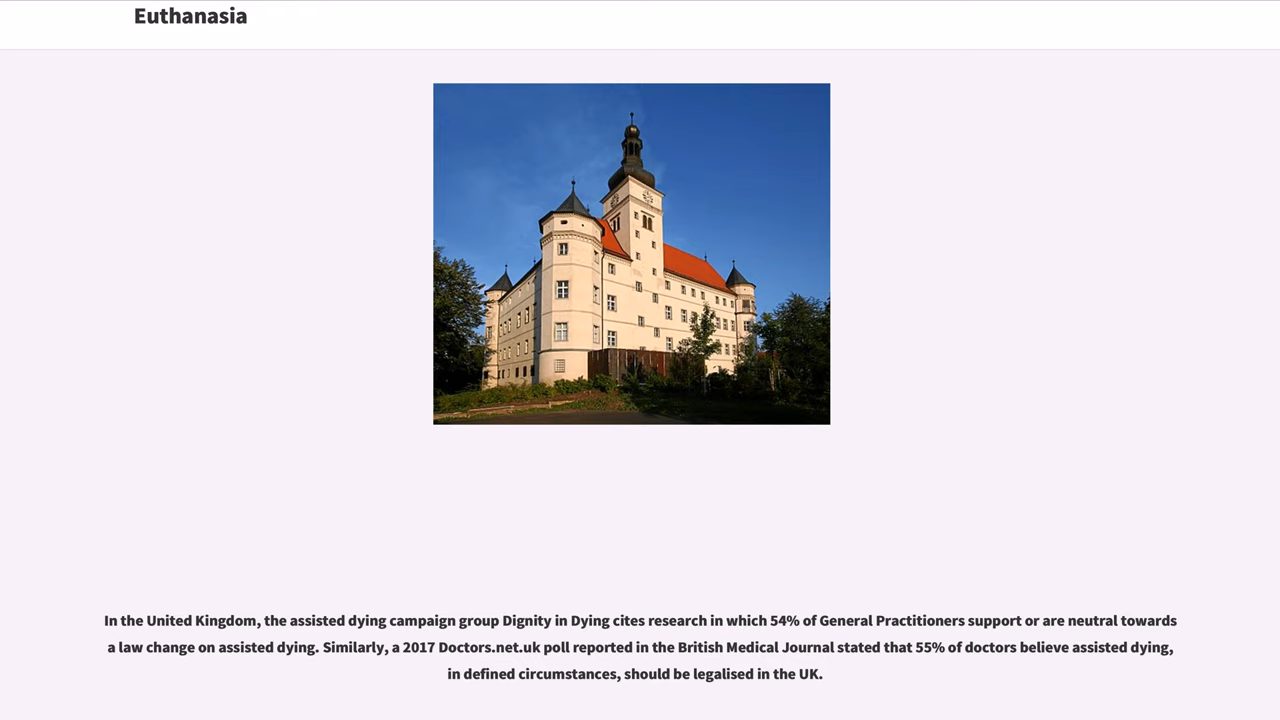 Euthanasia
In the United Kingdom, the assisted dying campaign group Dignity in Dying cites research in which 54% of General Practitioners support or are neutral towards
a law change on assisted dying. Similarly, a 2017 Doctors.net.uk poll reported in the British Medical Journal stated that 55% of doctors believe assisted dying,
in defined circumstances, should be legalised in the UK.